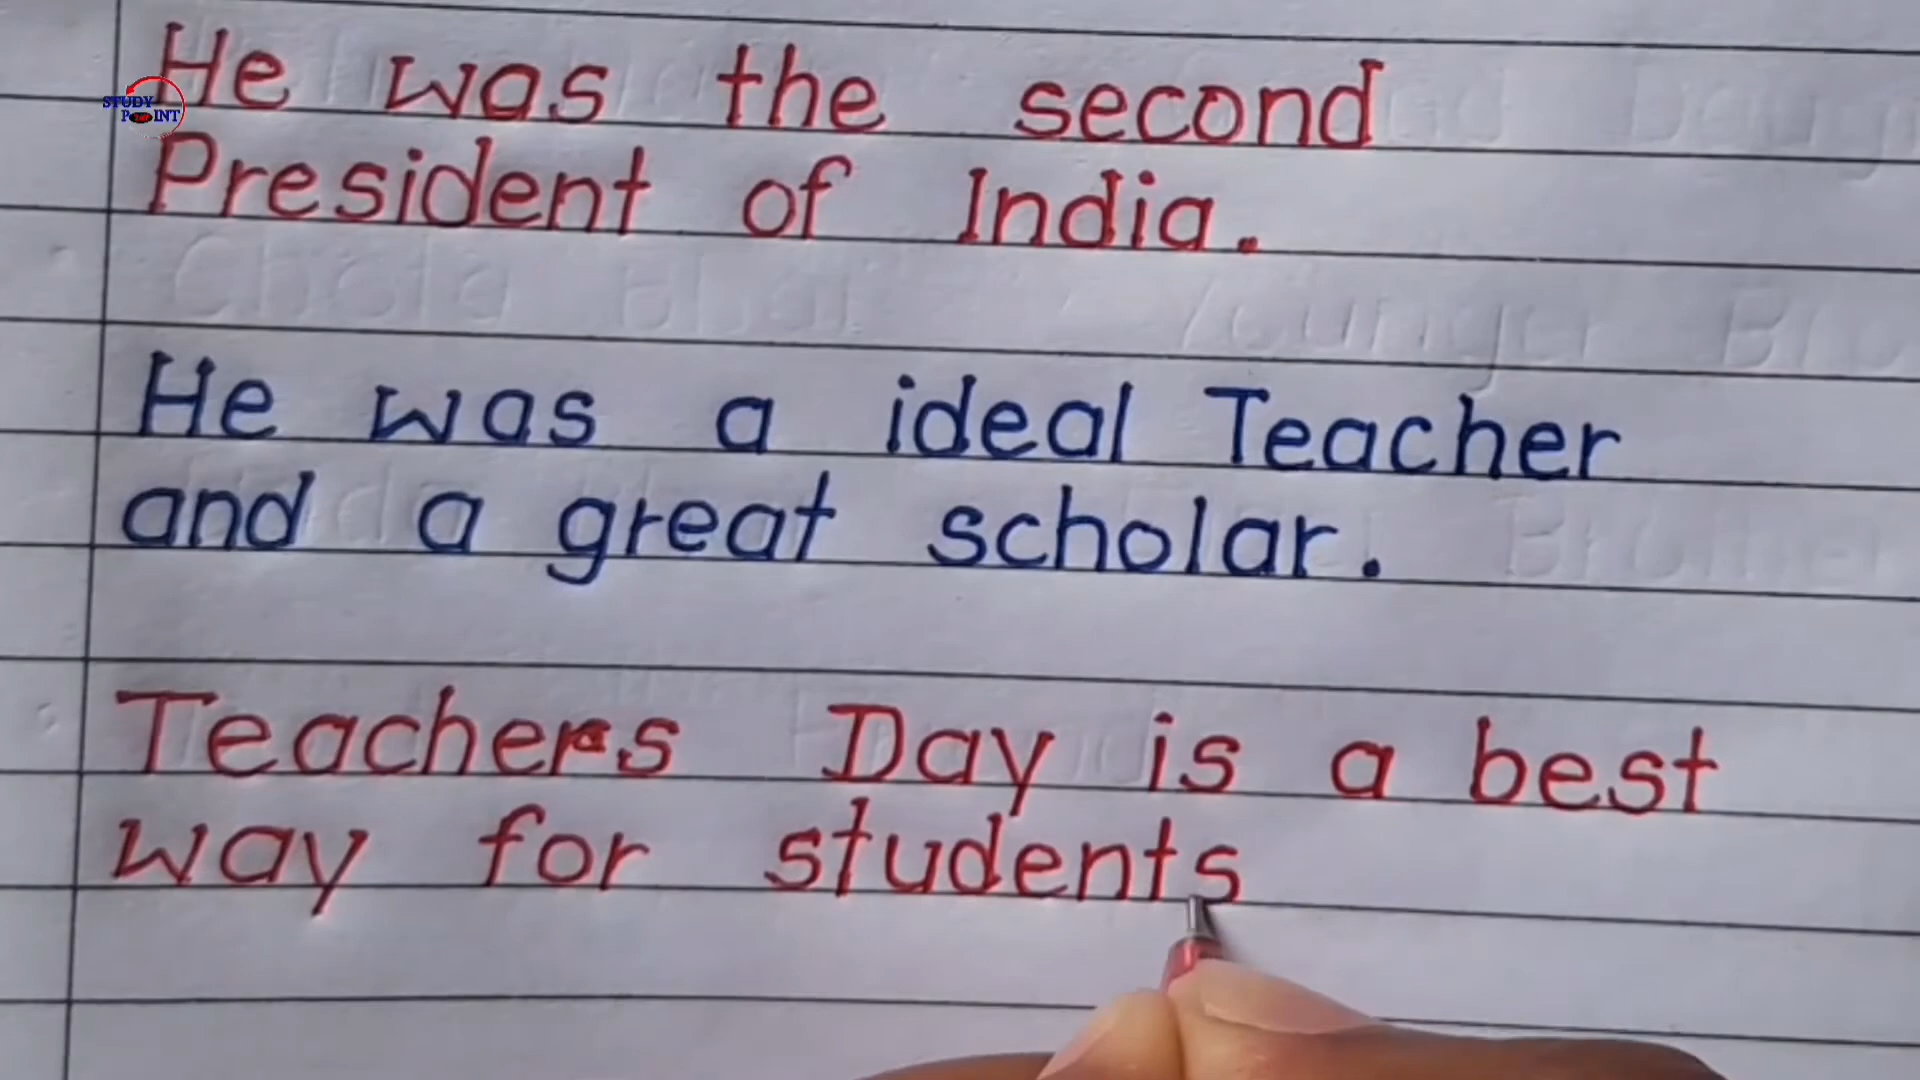 He was the second
STUDY
POINT
President of India.
He was a ideal Teacher
and a great scholar.
Teachers Day is a best
way for students